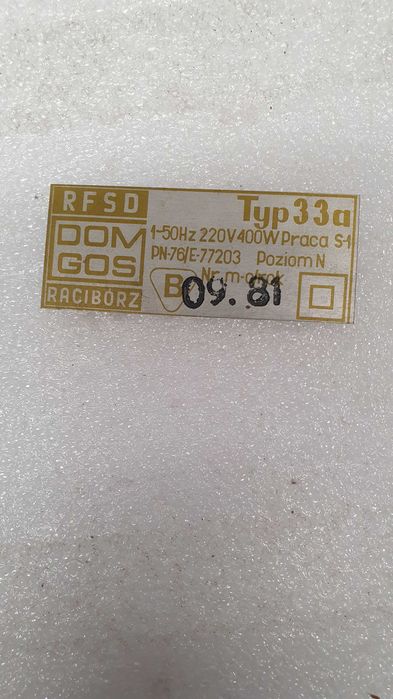 RFSD
DOM
GOS
RACIBÓRZ
Typ 33a
1~50Hz 220V 400W Praca S-1
PN-76/E-77203 Poziom N
Nr. m-c/rok
B 09. 81